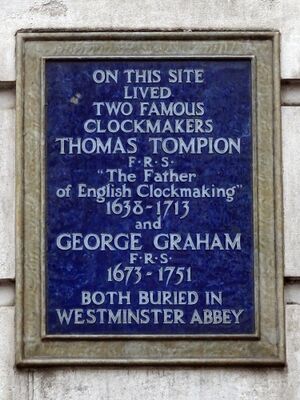 ON THIS SITE
LIVED
TWO FAMOUS
CLOCKMAKERS
THOMAS TOMPION
F·R·S·
"The Father
of English Clockmaking"
1638-1713
and
GEORGE GRAHAM
F·R·S·
1673-1751
BOTH BURIED IN
WESTMINSTER ABBEY